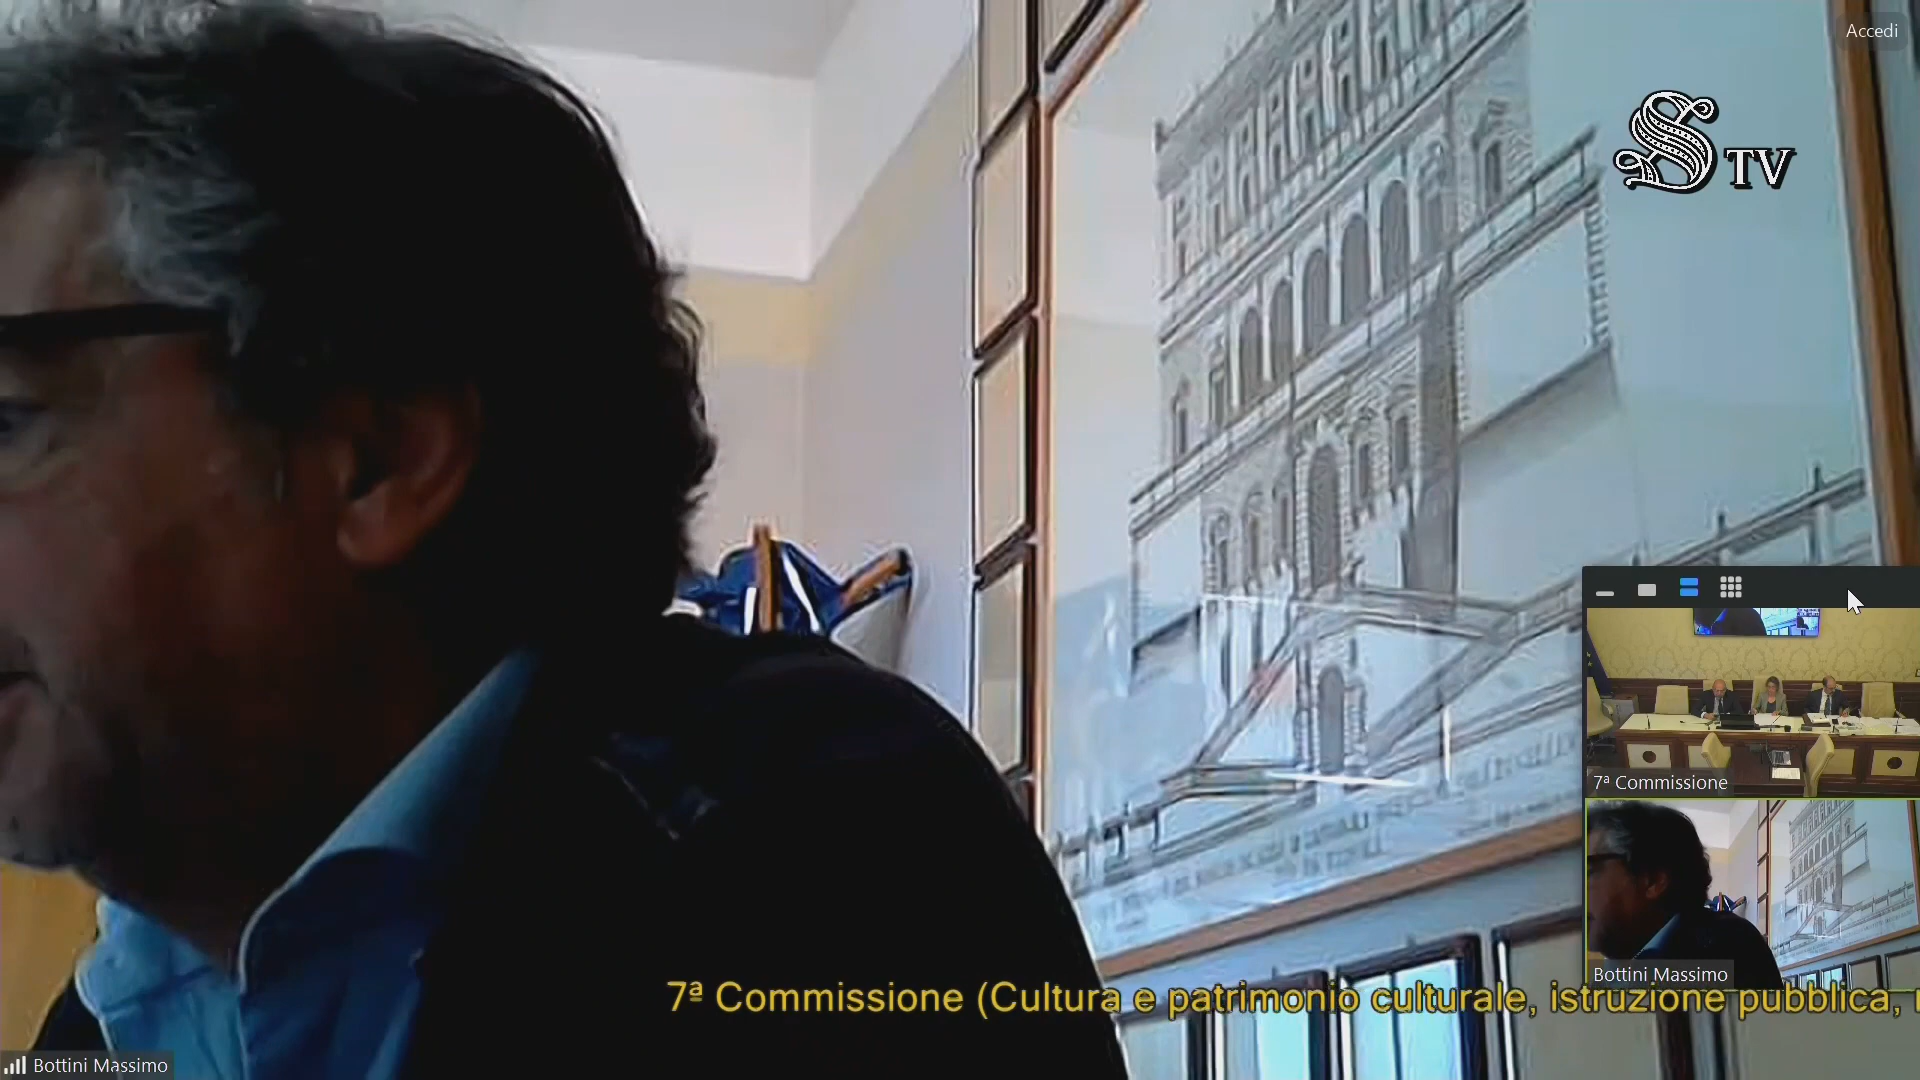 Accedi
S TV
7ª Commissione
Bottini Massimo
7ª Commissione (Cultura e patrimonio culturale, istruzione pubblica,
Bottini Massimo